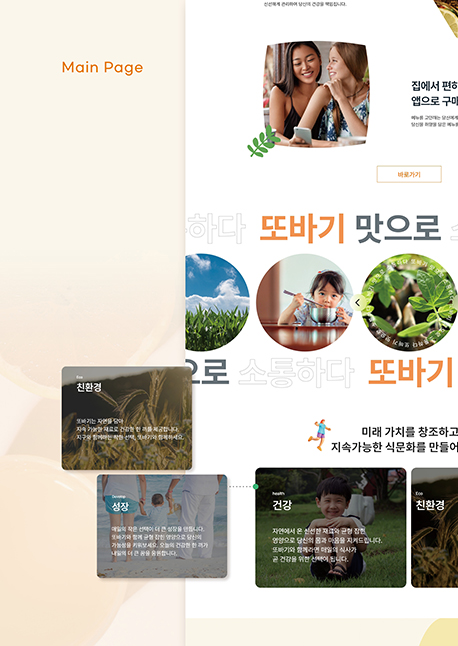 신선하게 관리하여 당신의 건강을 책임집니다.
Main Page
집에서 편하
앱으로 구매
메뉴를 고민하는 당신에게
당신의 취향을 담은 메뉴를
바로가기
하다 또바기 맛으로 소
으로 소통하다 또바기
Eco
친환경
또바기는 자연을 담아
지속 가능한 재료로 건강한 한 끼를 제공합니다.
지구와 함께하는 착한 선택, 또바기와 함께하세요.
미래 가치를 창조하고
지속가능한 식문화를 만들어
Develop
성장
매일의 작은 선택이 더 큰 성장을 만듭니다.
또바기와 함께 균형 잡힌 영양으로 당신의
가능성을 키워보세요. 오늘의 건강한 한 끼가
내일의 더 큰 꿈을 응원합니다.
health
건강
자연에서 온 신선한 재료와 균형 잡힌
영양으로 당신의 몸과 마음을 지켜드립니다.
또바기와 함께라면 매일의 식사가
곧 건강을 위한 선택이 됩니다.
Eco
친환경